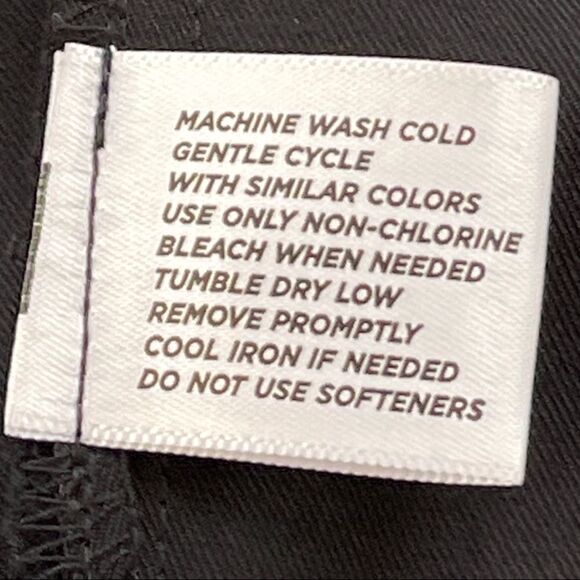 MACHINE WASH COLD
GENTLE CYCLE
WITH SIMILAR COLORS
USE ONLY NON-CHLORINE
BLEACH WHEN NEEDED
TUMBLE DRY LOW
REMOVE PROMPTLY
COOL IRON IF NEEDED
DO NOT USE SOFTENERS